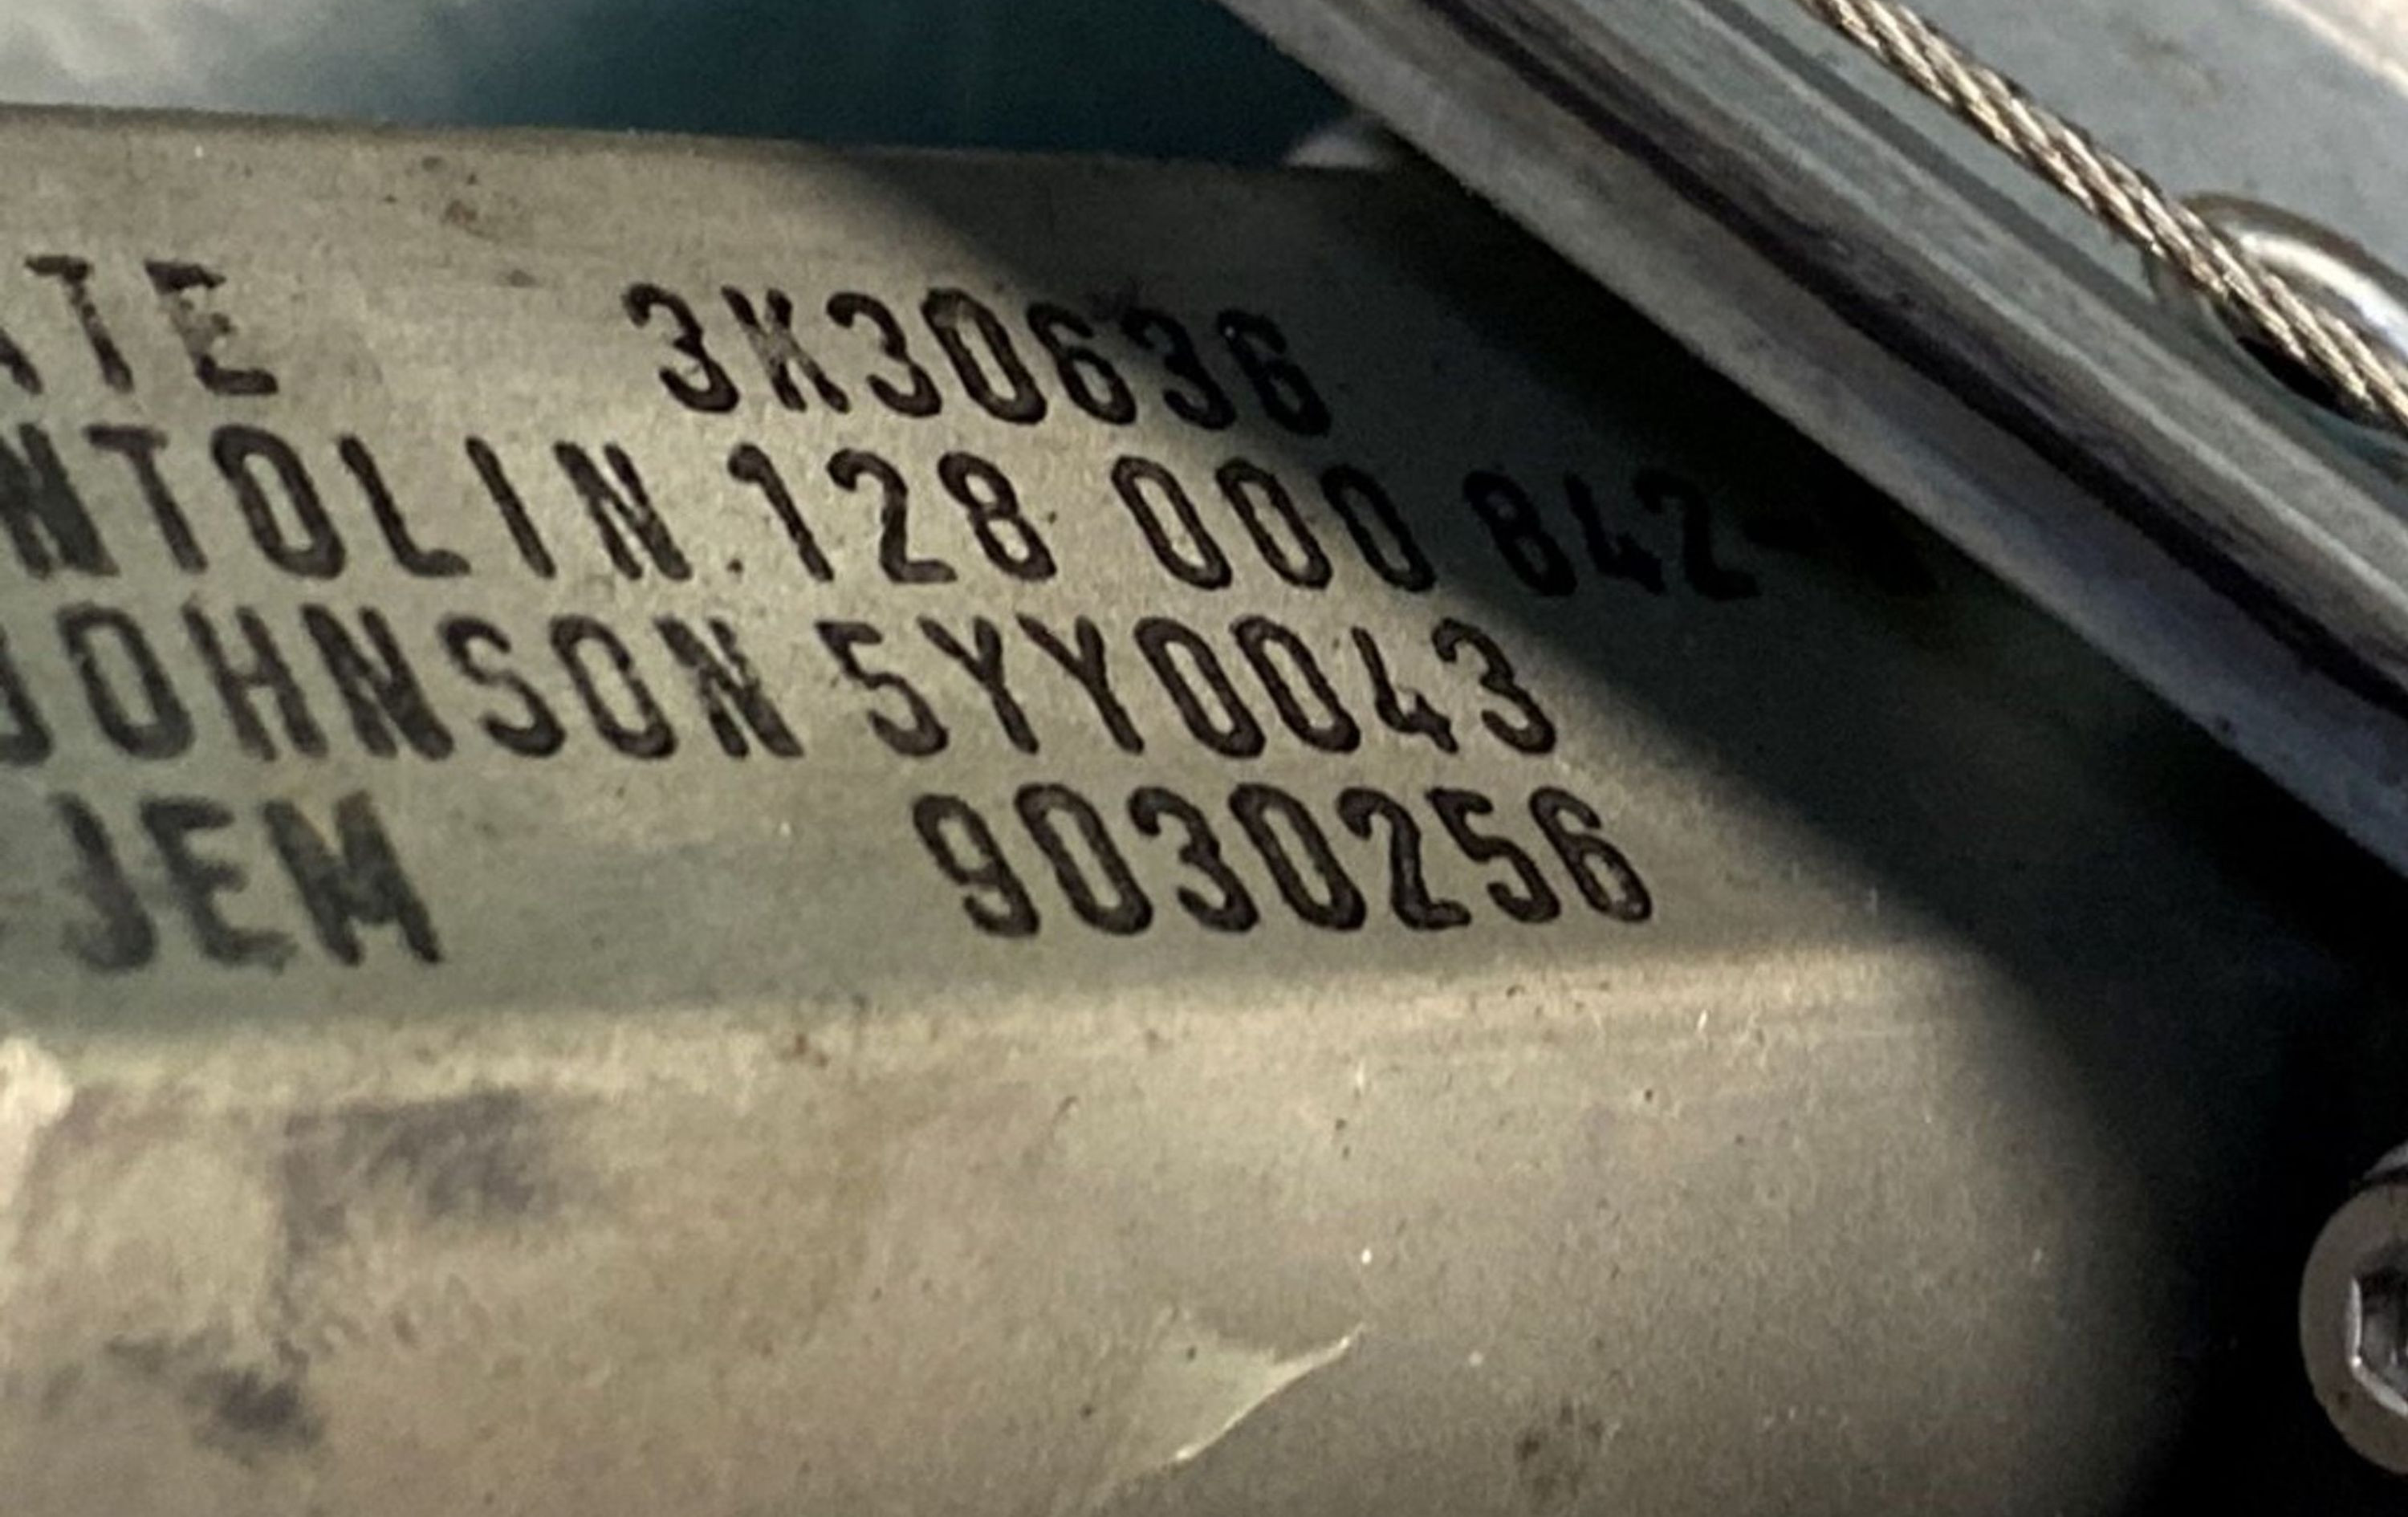 ATE 3K30636
NTOLIN 128 000 842
JOHNSON 5YY0043
JEM 9030256